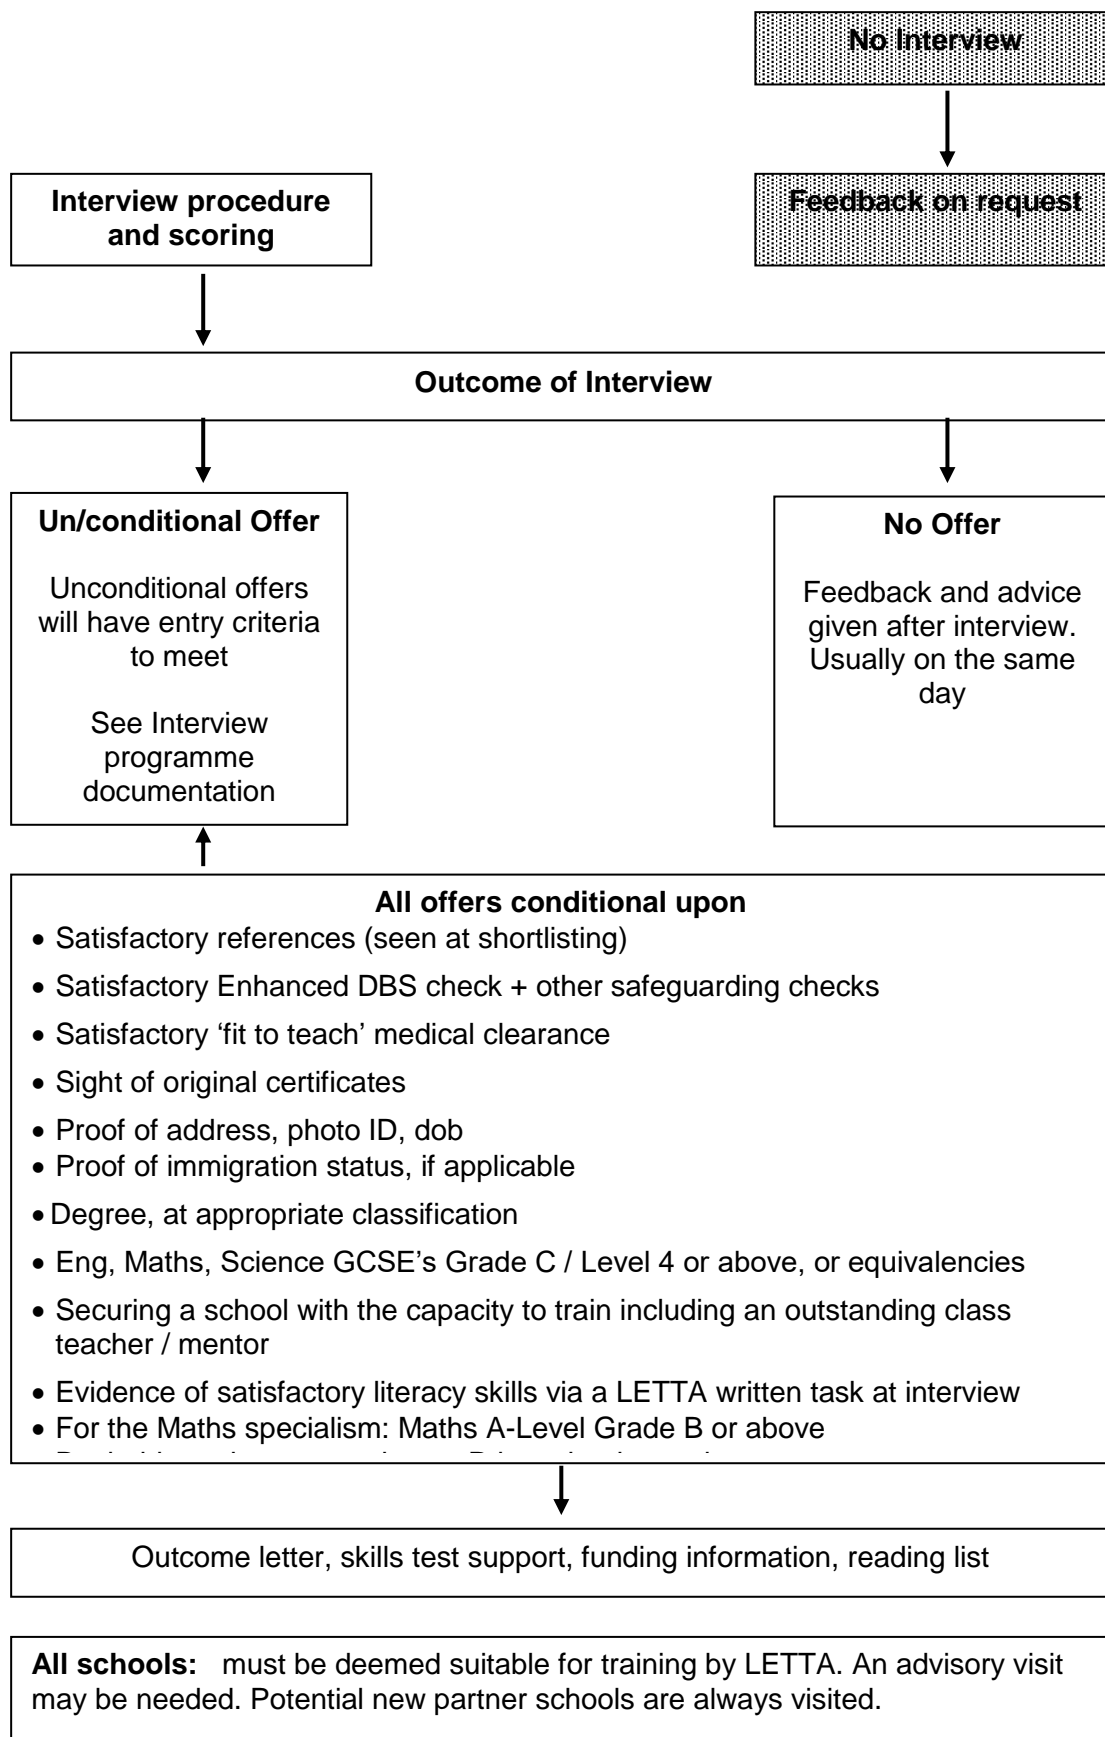 No Interview
Interview procedure
and scoring
Feedback on request
Outcome of Interview
Un/conditional Offer
Unconditional offers
will have entry criteria
to meet
See Interview
programme
documentation
No Offer
Feedback and advice
given after interview.
Usually on the same
day
All offers conditional upon
• Satisfactory references (seen at shortlisting)
• Satisfactory Enhanced DBS check + other safeguarding checks
• Satisfactory ‘fit to teach’ medical clearance
• Sight of original certificates
• Proof of address, photo ID, dob
• Proof of immigration status, if applicable
• Degree, at appropriate classification
• Eng, Maths, Science GCSE’s Grade C / Level 4 or above, or equivalencies
• Securing a school with the capacity to train including an outstanding class
teacher / mentor
• Evidence of satisfactory literacy skills via a LETTA written task at interview
• For the Maths specialism: Maths A-Level Grade B or above
Outcome letter, skills test support, funding information, reading list
All schools: must be deemed suitable for training by LETTA. An advisory visit
may be needed. Potential new partner schools are always visited.